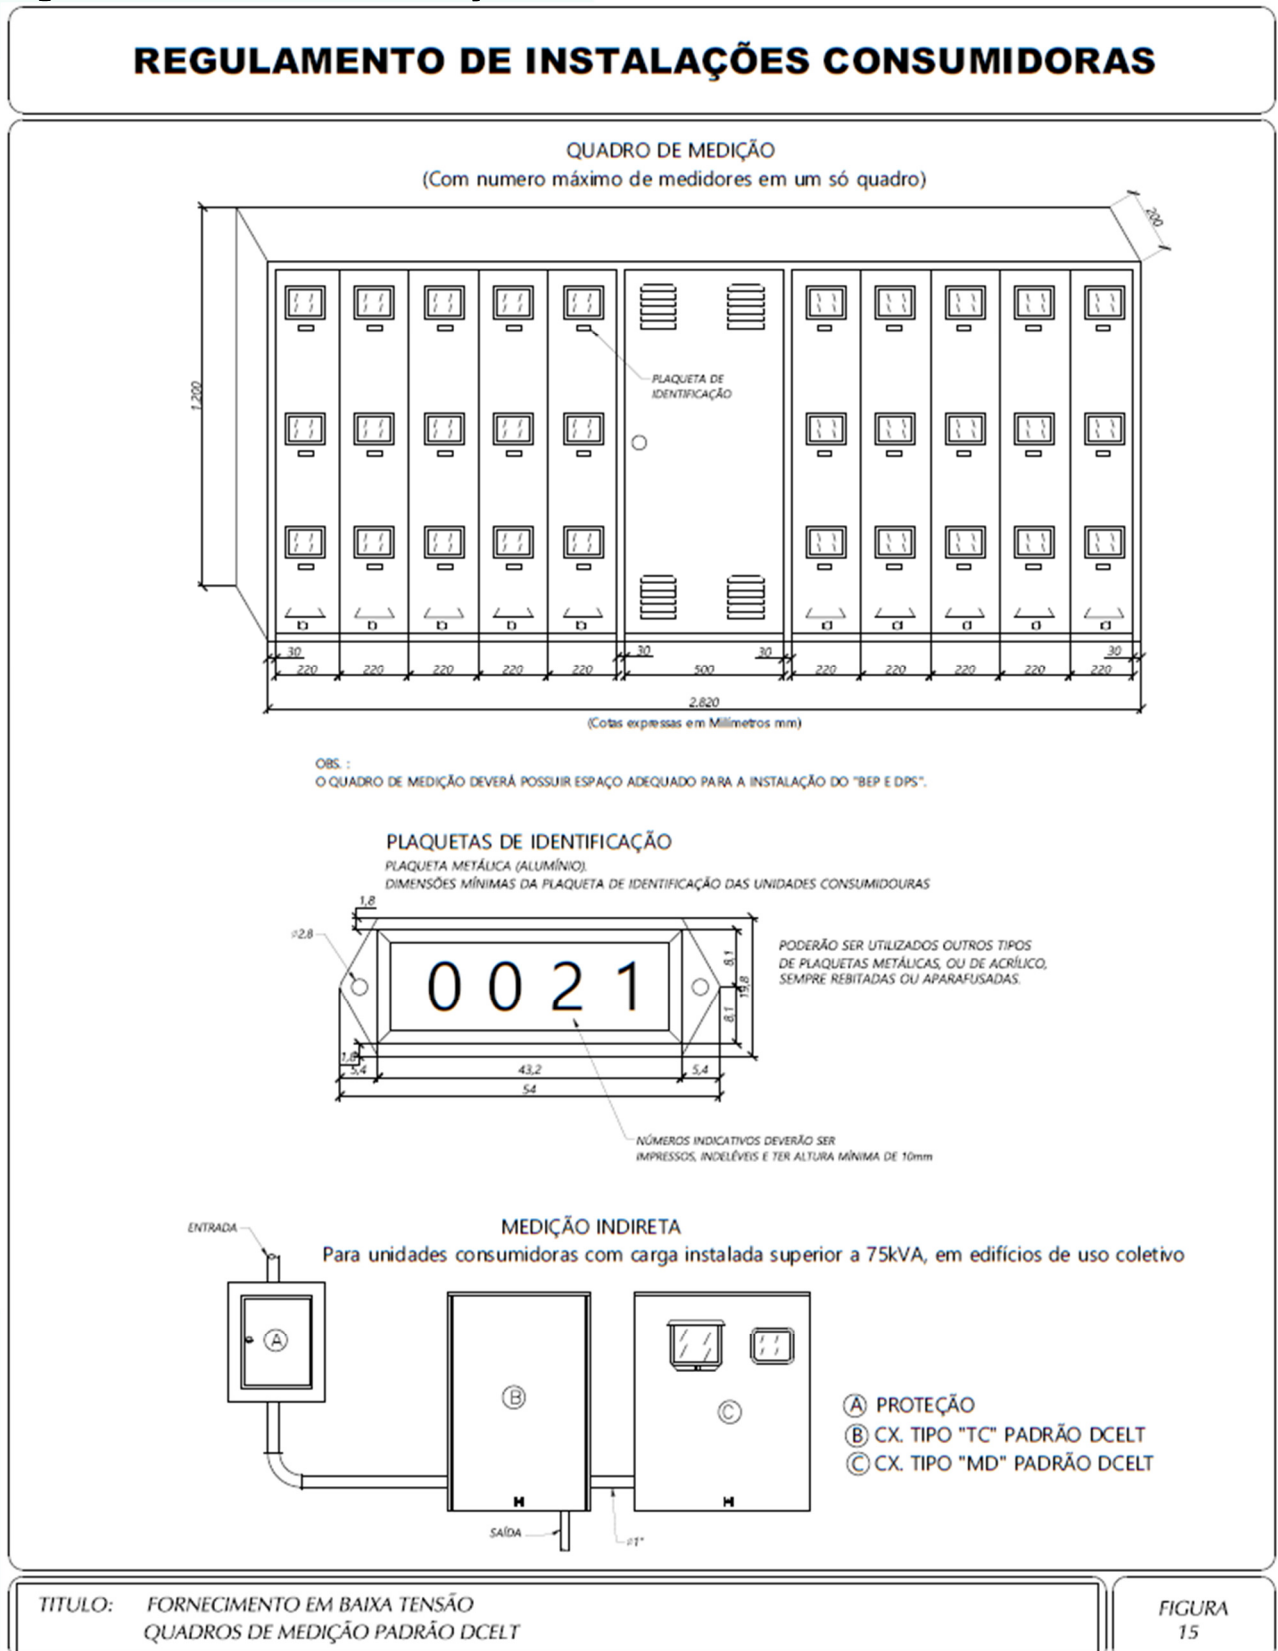 REGULAMENTO DE INSTALAÇÕES CONSUMIDORAS
QUADRO DE MEDIÇÃO
(Com numero máximo de medidores em um só quadro)
200
1.200
PLAQUETA DE
IDENTIFICAÇÃO
30 30 30 30
220 220 220 220 220 500 220 220 220 220 220
2.820
(Cotas expressas em Milímetros mm)
OBS. :
O QUADRO DE MEDIÇÃO DEVERÁ POSSUIR ESPAÇO ADEQUADO PARA A INSTALAÇÃO DO "BEP E DPS".
PLAQUETAS DE IDENTIFICAÇÃO
PLAQUETA METÁLICA (ALUMÍNIO).
DIMENSÕES MÍNIMAS DA PLAQUETA DE IDENTIFICAÇÃO DAS UNIDADES CONSUMIDOURAS
1,8
ø2,8
0021
8,1
19,8
8,1
PODERÃO SER UTILIZADOS OUTROS TIPOS
DE PLAQUETAS METÁLICAS, OU DE ACRÍLICO,
SEMPRE REBITADAS OU APARAFUSADAS.
1,8
5,4 43,2 5,4
54
NÚMEROS INDICATIVOS DEVERÃO SER
IMPRESSOS, INDELÉVEIS E TER ALTURA MÍNIMA DE 10mm
ENTRADA
MEDIÇÃO INDIRETA
Para unidades consumidoras com carga instalada superior a 75kVA, em edifícios de uso coletivo
A
B
C
A PROTEÇÃO
B CX. TIPO "TC" PADRÃO DCELT
C CX. TIPO "MD" PADRÃO DCELT
SAÍDA
ø1"
TITULO: FORNECIMENTO EM BAIXA TENSÃO
QUADROS DE MEDIÇÃO PADRÃO DCELT
FIGURA
15